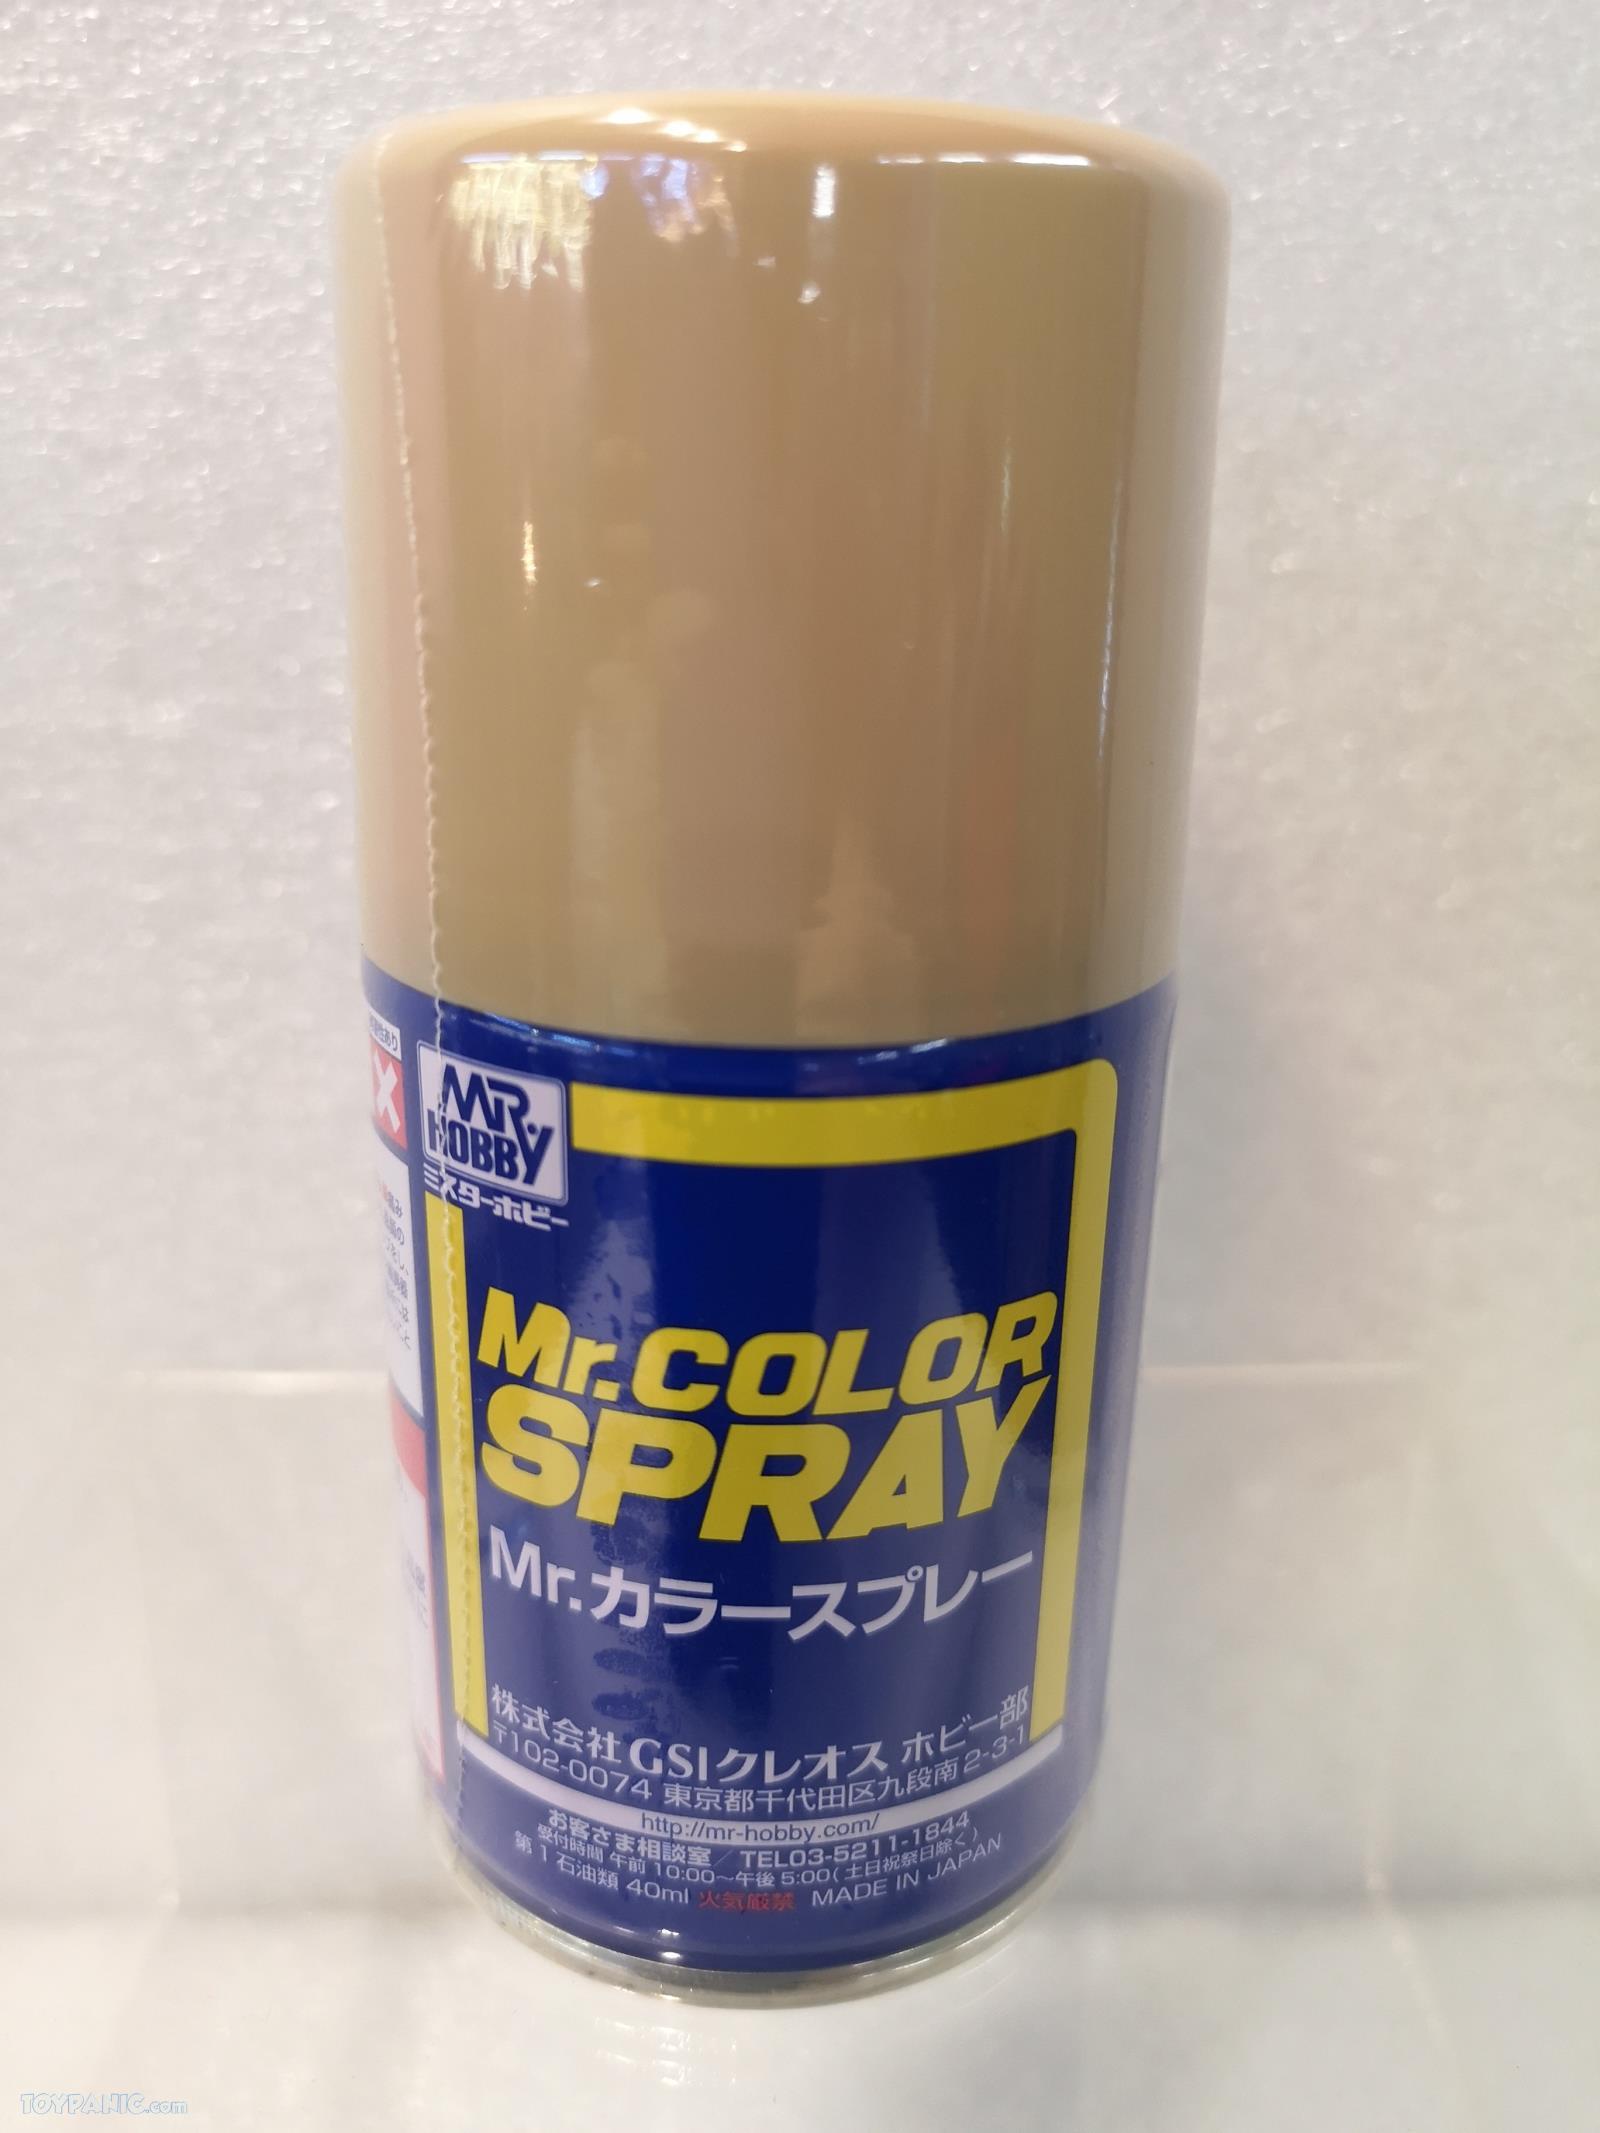 MR.
HOBBY
ミスターホビー
Mr.COLOR
SPRAY
Mr.カラースプレー
株式会社 GSIクレオス ホビー部
〒102-0074 東京都千代田区九段南2-3-1
http://mr-hobby.com/
お客さま相談室/TEL03-5211-1844
受付時間 午前 10:00~午後 5:00(土日祝祭日除く)
第1石油類 40ml 火気厳禁 MADE IN JAPAN
TOYPANIC.com